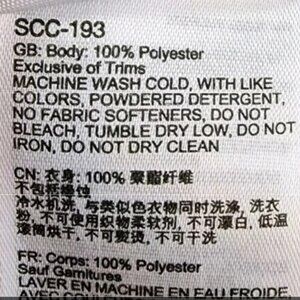 SCC-193
GB: Body: 100% Polyester
Exclusive of Trims
MACHINE WASH COLD, WITH LIKE
COLORS, POWDERED DETERGENT,
NO FABRIC SOFTENERS, DO NOT
BLEACH, TUMBLE DRY LOW, DO NOT
IRON, DO NOT DRY CLEAN
CN: 衣身: 100% 聚酯纤维
不包括修饰
冷水机洗, 与类似色衣物同时洗涤, 洗衣
粉, 不可使用织物柔软剂, 不可漂白, 低温
滚筒烘干, 不可熨烫, 不可干洗
FR: Corps: 100% Polyester
Sauf Garnitures
LAVER EN MACHINE EN EAU FROIDE
AVEC